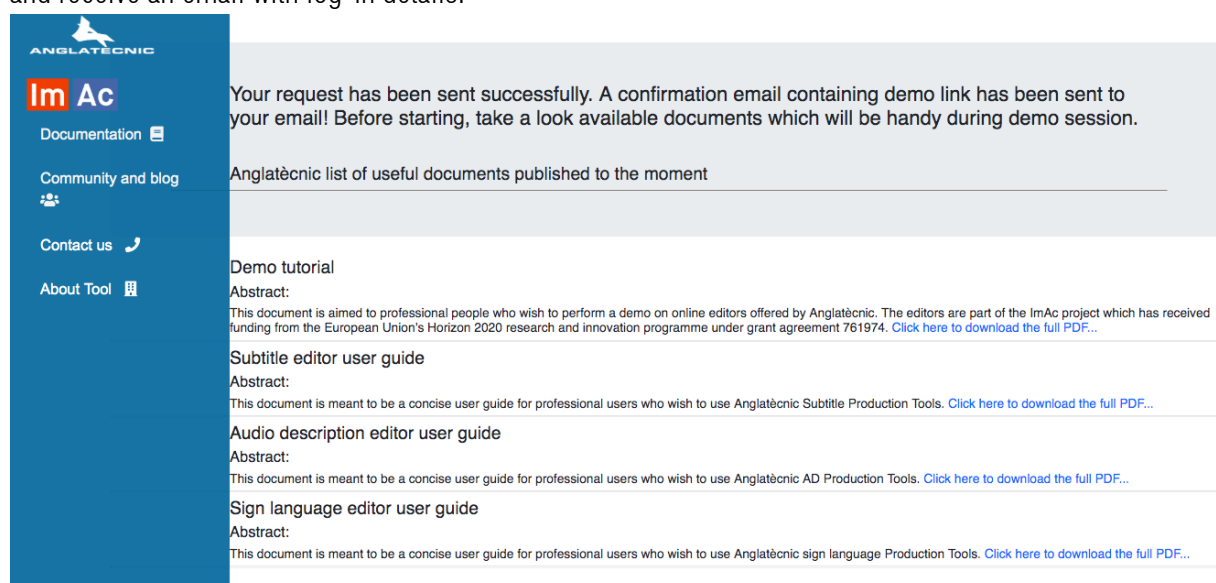 and receive an email with log-in details.
ANGLATÈCNIC
Im Ac
Documentation
Community and blog
Contact us
About Tool
Your request has been sent successfully. A confirmation email containing demo link has been sent to
your email! Before starting, take a look available documents which will be handy during demo session.
Anglatècnic list of useful documents published to the moment
Demo tutorial
Abstract:
This document is aimed to professional people who wish to perform a demo on online editors offered by Anglatècnic. The editors are part of the ImAc project which has received
funding from the European Union's Horizon 2020 research and innovation programme under grant agreement 761974. Click here to download the full PDF...
Subtitle editor user guide
Abstract:
This document is meant to be a concise user guide for professional users who wish to use Anglatècnic Subtitle Production Tools. Click here to download the full PDF...
Audio description editor user guide
Abstract:
This document is meant to be a concise user guide for professional users who wish to use Anglatècnic AD Production Tools. Click here to download the full PDF...
Sign language editor user guide
Abstract:
This document is meant to be a concise user guide for professional users who wish to use Anglatècnic sign language Production Tools. Click here to download the full PDF...